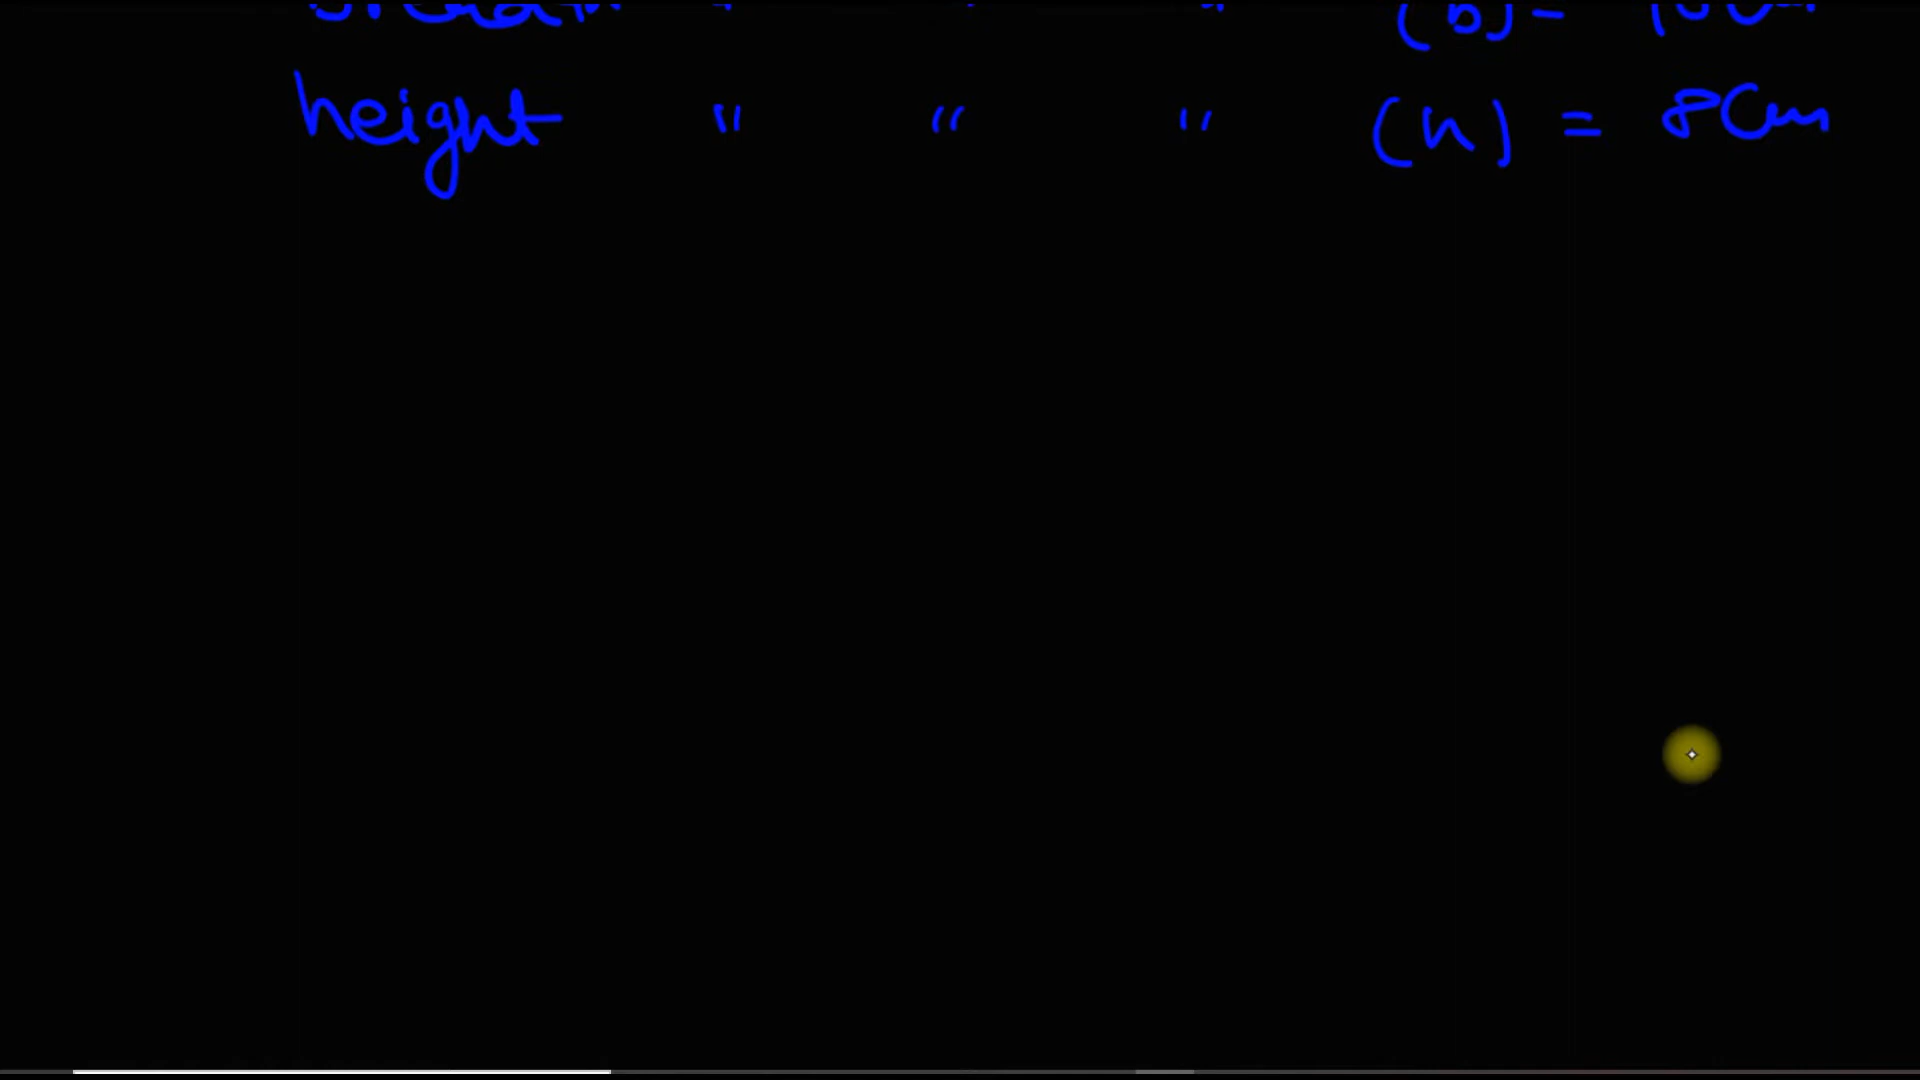 (b) =
height " " " (h) = 8Cm